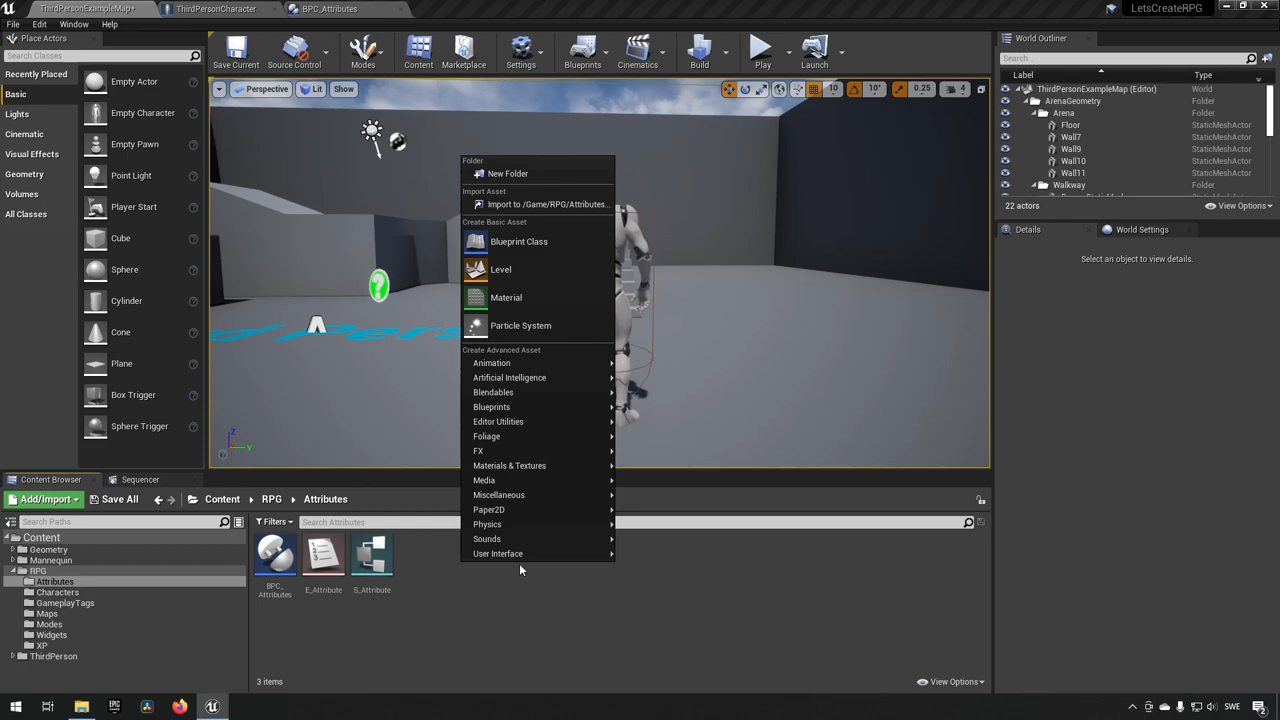 ThirdPersonExampleMap*
ThirdPersonCharacter
BPC_Attributes
LetsCreateRPG
File
Edit
Window
Help
Place Actors
Search Classes
Recently Placed
Basic
Lights
Cinematic
Visual Effects
Geometry
Volumes
All Classes
Empty Actor
Empty Character
Empty Pawn
Point Light
Player Start
Cube
Sphere
Cylinder
Cone
Plane
Box Trigger
Sphere Trigger
Save Current
Source Control
Modes
Content
Marketplace
Settings
Blueprints
Cinematics
Build
Play
Launch
Perspective
Lit
Show
10
10°
0.25
4
Folder
New Folder
Import Asset
Import to /Game/RPG/Attributes...
Create Basic Asset
Blueprint Class
Level
Material
Particle System
Create Advanced Asset
Animation
Artificial Intelligence
Blendables
Blueprints
Editor Utilities
Foliage
FX
Materials & Textures
Media
Miscellaneous
Paper2D
Physics
Sounds
User Interface
World Outliner
Search...
Label
Type
ThirdPersonExampleMap (Editor)
World
ArenaGeometry
Folder
Arena
Folder
Floor
StaticMeshActor
Wall7
StaticMeshActor
Wall9
StaticMeshActor
Wall10
StaticMeshActor
Wall11
StaticMeshActor
Walkway
Folder
22 actors
View Options
Details
World Settings
Select an object to view details.
Content Browser
Sequencer
Add/Import
Save All
Content
RPG
Attributes
Search Paths
Filters
Search Attributes
Content
Geometry
Mannequin
RPG
Attributes
Characters
GameplayTags
Maps
Modes
Widgets
XP
ThirdPerson
BPC_
Attributes
E_Attribute
S_Attribute
3 items
View Options
SWE